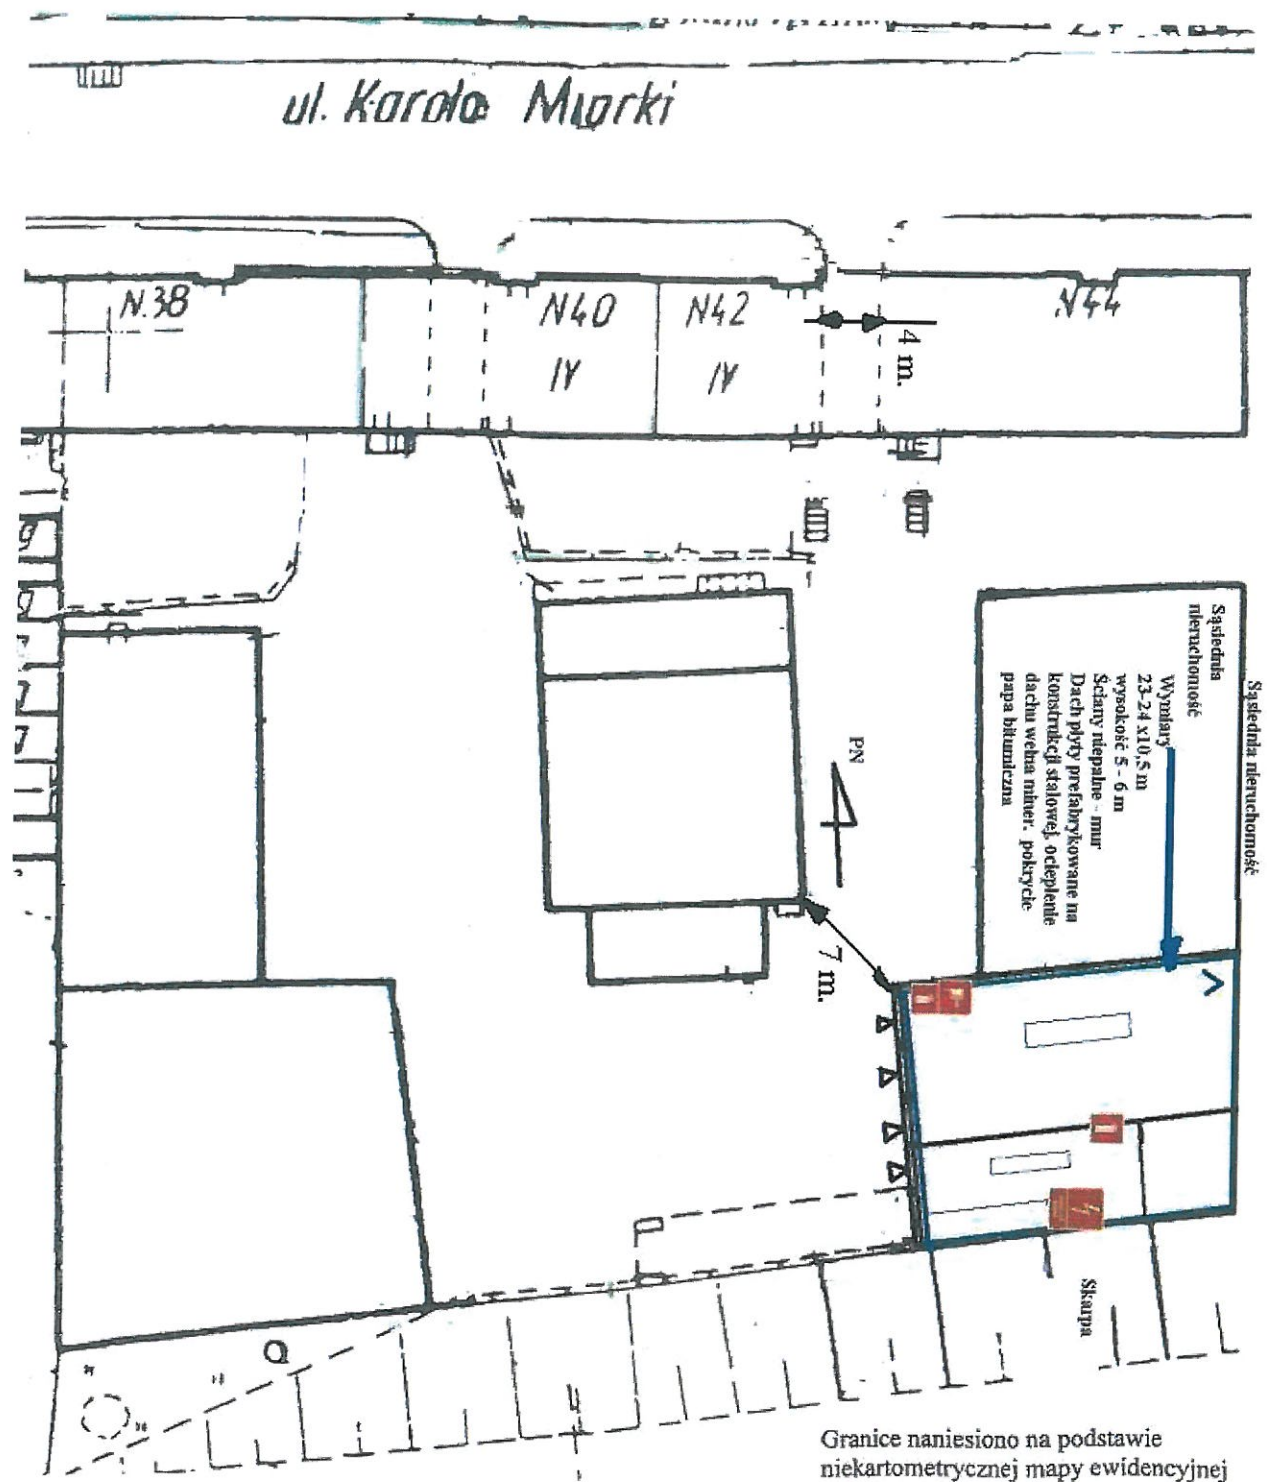 ul. Karola Miarki
N.38
N40
IV
N42
IV
4 m.
N44
Sąsiednia nieruchomość
Sąsiednia
nieruchomość
Wymiary
23-24 x10,5 m
wysokość 5 - 6 m
Ściany niepalne - mur
Dach płyty prefabrykowane na
konstrukcji stalowej, ocieplenie
dachu wełna miner. pokrycie
papa bitumiczna
PN
7 m.
Skarpa
Granice naniesiono na podstawie
niekartometrycznej mapy ewidencyjnej